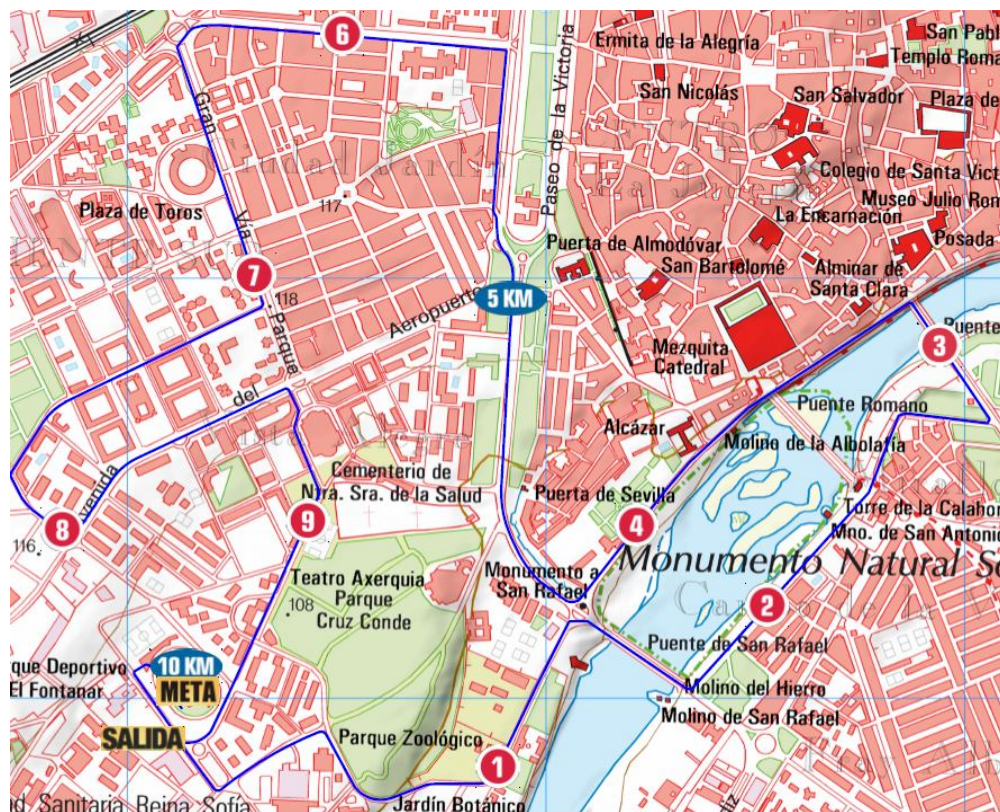 6
Ermita de la Alegría
San Pabl
Templo Roma
San Nicolás
San Salvador
Plaza de
Paseo de la Victoria
Gran
Vía
Ciudad Jardín
Colegio de Santa Vict
Museo Julio Rom
La Encarnación
Posada
117
Plaza de Toros
Puerta de Almodóvar
San Bartolomé
Alminar de
Santa Clara
7
118
Parque
5 KM
Aeropuerto
del
Mezquita
Catedral
3
Puente
Puente Romano
Alcázar
Molino de la Albolafia
Cementerio de
Ntra. Sra. de la Salud
Puerta de Sevilla
venida
8
9
4
Torre de la Calahor
Mno. de San Antonio
116
Monumento Natural So
Teatro Axerquia
Parque
Cruz Conde
108
Monumento a
San Rafael
2
Puente de San Rafael
rque Deportivo
El Fontanar
10 KM
META
Molino del Hierro
Molino de San Rafael
SALIDA
Parque Zoológico
1
Jardín Botánico
d Sanitaria Reina Sofía